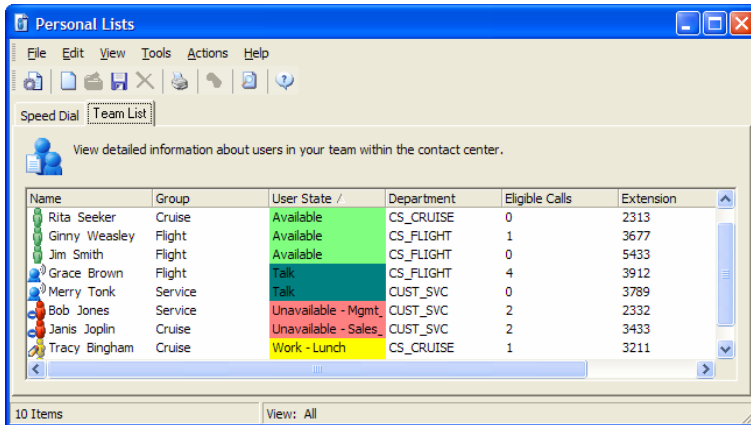 Personal Lists
File Edit View Tools Actions Help
Speed Dial Team List
View detailed information about users in your team within the contact center.
Name Group User State Department Eligible Calls Extension
Rita Seeker Cruise Available CS_CRUISE 0 2313
Ginny Weasley Flight Available CS_FLIGHT 1 3677
Jim Smith Flight Available CS_FLIGHT 0 5433
Grace Brown Flight Talk CS_FLIGHT 4 3912
Merry Tonk Service Talk CUST_SVC 0 3789
Bob Jones Service Unavailable - Mgmt_ CUST_SVC 2 2332
Janis Joplin Cruise Unavailable - Sales_ CUST_SVC 2 3433
Tracy Bingham Cruise Work - Lunch CS_CRUISE 1 3211
10 Items View: All